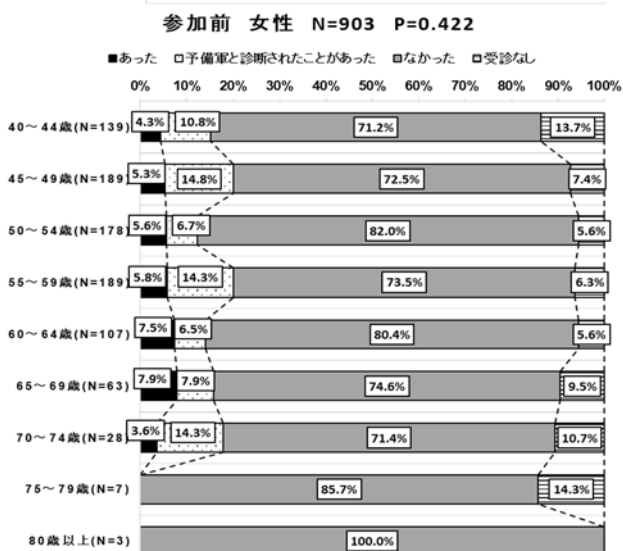 参加前 女性 N=903 P=0.422
■あった □予備軍と診断されたことがあった ■なかった 目受診なし
0% 10% 20% 30% 40% 50% 60% 70% 80% 90% 100%
40～44歳(N=139) 4.3% 10.8% 71.2% 13.7%
45～49歳(N=189) 5.3% 14.8% 72.5% 7.4%
50～54歳(N=178) 5.6% 6.7% 82.0% 5.6%
55～59歳(N=189) 5.8% 14.3% 73.5% 6.3%
60～64歳(N=107) 7.5% 6.5% 80.4% 5.6%
65～69歳(N=63) 7.9% 7.9% 74.6% 9.5%
70～74歳(N=28) 3.6% 14.3% 71.4% 10.7%
75～79歳(N=7) 85.7% 14.3%
80歳以上(N=3) 100.0%